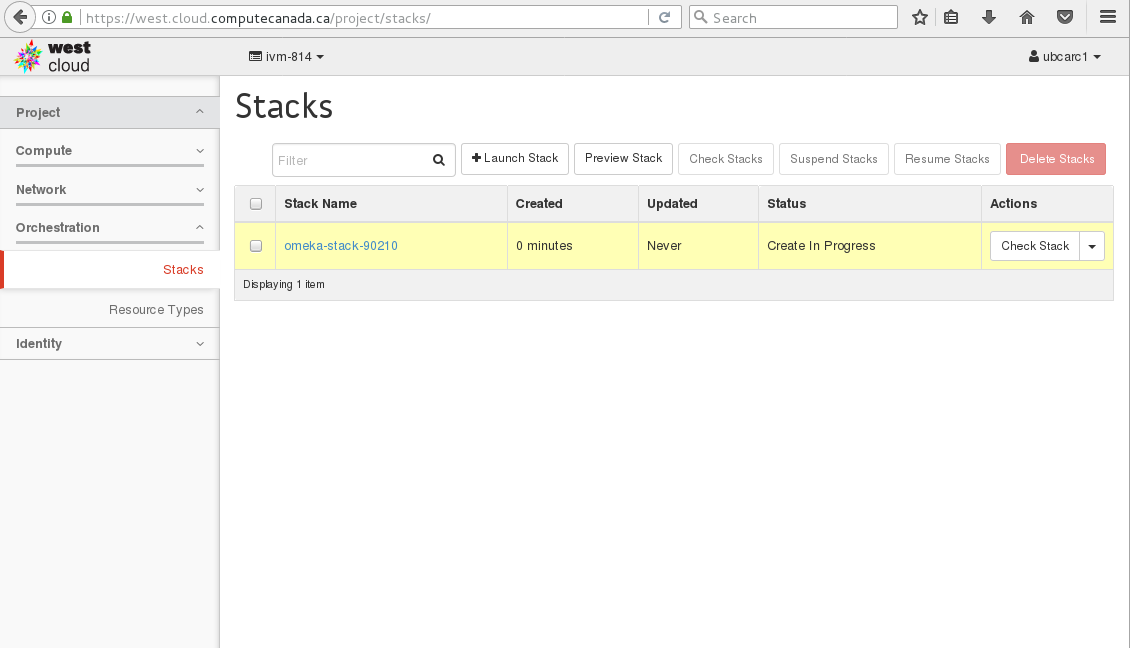 https://west.cloud.computecanada.ca/project/stacks/
Search
west
cloud
ivm-814
ubcarc1
Project
Compute
Network
Orchestration
Stacks
Resource Types
Identity
Stacks
Filter
Launch Stack
Preview Stack
Check Stacks
Suspend Stacks
Resume Stacks
Delete Stacks
Stack Name Created Updated Status Actions
omeka-stack-90210 0 minutes Never Create In Progress Check Stack
Displaying 1 item